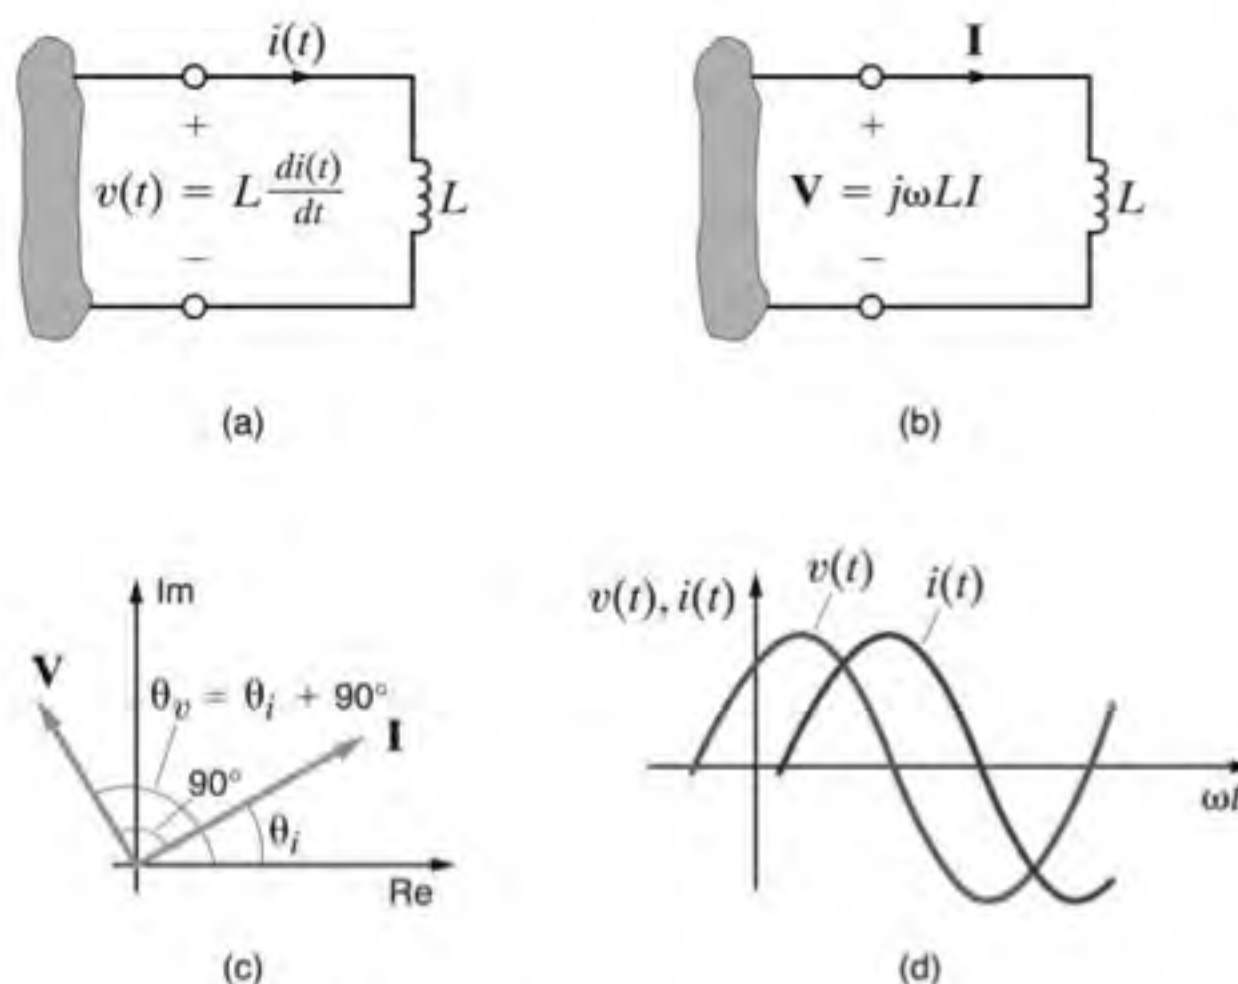 i(t)
I
+
+
v(t) = L di(t)/dt
L
V = jωLI
L
−
−
(a)
(b)
Im
V
θv = θi + 90°
I
90°
θi
Re
(c)
v(t), i(t)
v(t)
i(t)
(d)